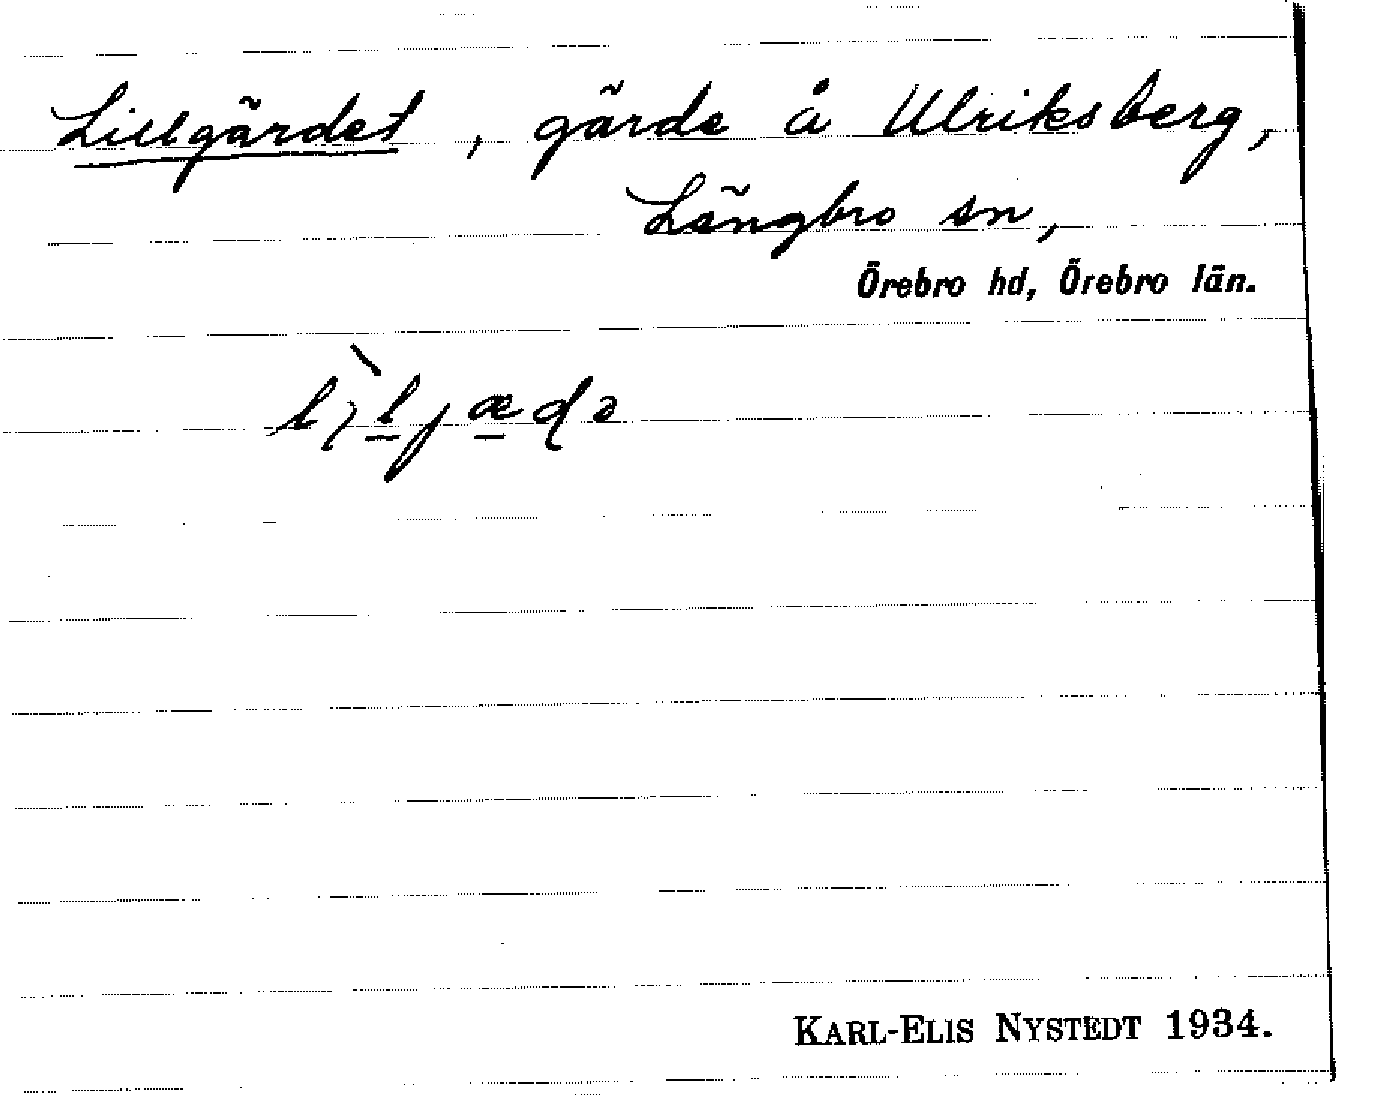 Lillgärdet, gärde å Ulriksberg,
Längbro sn,
Örebro hd, Örebro län.
KARL-ELIS NYSTEDT 1934.